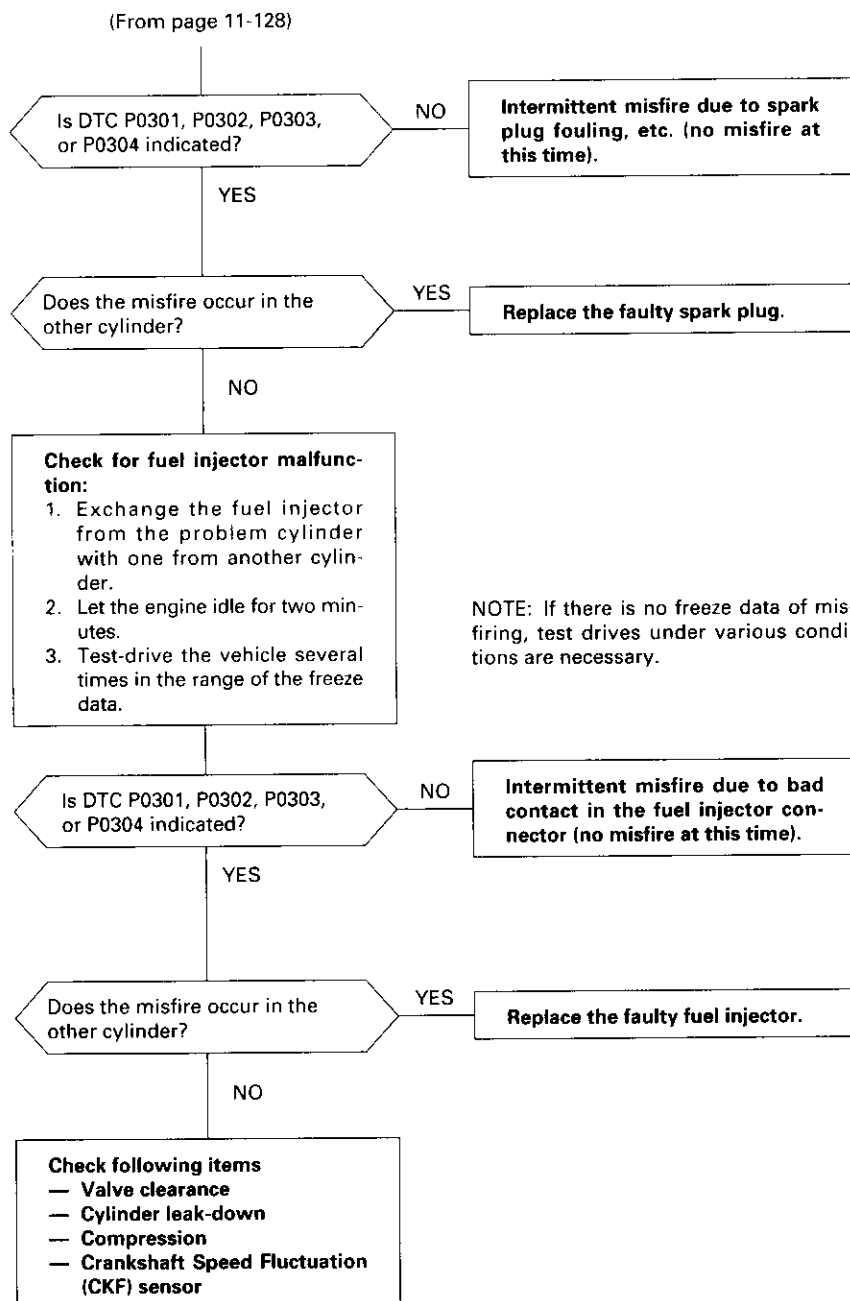 (From page 11-128)
Is DTC P0301, P0302, P0303,
or P0304 indicated?
NO
Intermittent misfire due to spark
plug fouling, etc. (no misfire at
this time).
YES
Does the misfire occur in the
other cylinder?
YES
Replace the faulty spark plug.
NO
Check for fuel injector malfunc-
tion:
1. Exchange the fuel injector
from the problem cylinder
with one from another cylin-
der.
2. Let the engine idle for two min-
utes.
3. Test-drive the vehicle several
times in the range of the freeze
data.
NOTE: If there is no freeze data of mis-
firing, test drives under various condi-
tions are necessary.
Is DTC P0301, P0302, P0303,
or P0304 indicated?
NO
Intermittent misfire due to bad
contact in the fuel injector con-
nector (no misfire at this time).
YES
Does the misfire occur in the
other cylinder?
YES
Replace the faulty fuel injector.
NO
Check following items
— Valve clearance
— Cylinder leak-down
— Compression
— Crankshaft Speed Fluctuation
(CKF) sensor